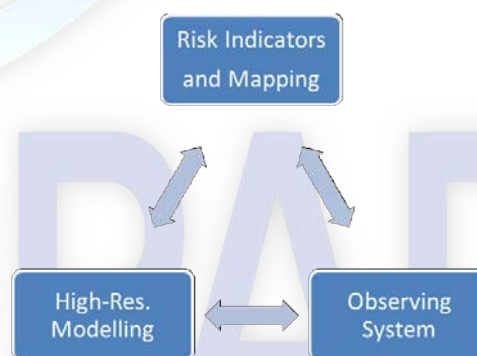 Risk Indicators
and Mapping
High-Res.
Modelling
Observing
System